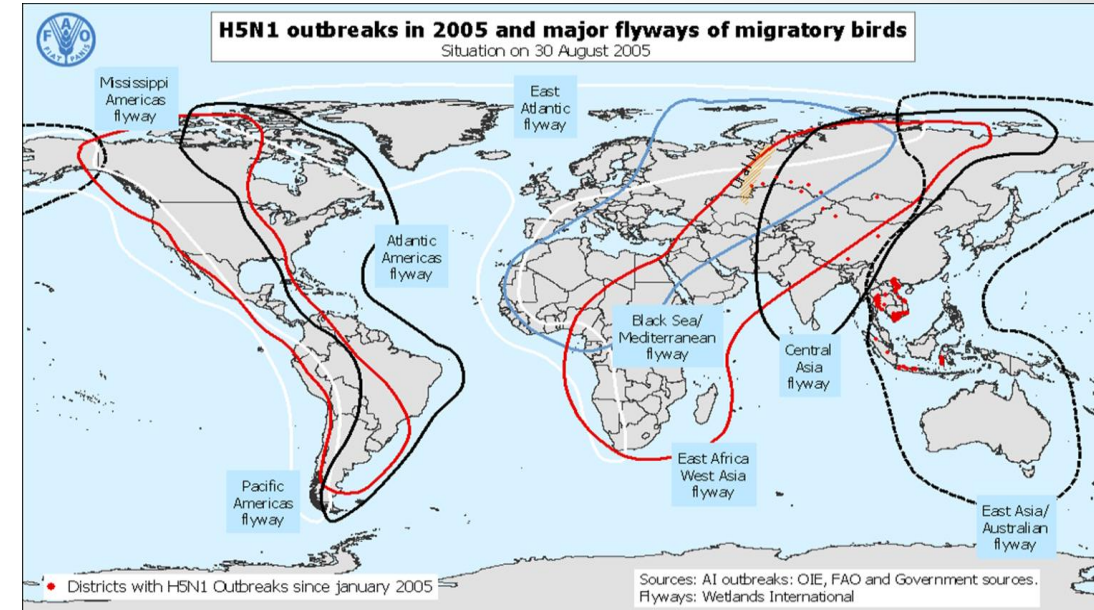 F A O
FIAT PANIS
H5N1 outbreaks in 2005 and major flyways of migratory birds
Situation on 30 August 2005
Mississippi
Americas
flyway
East
Atlantic
flyway
Ural M
Atlantic
Americas
flyway
Black Sea/
Mediterranean
flyway
Central
Asia
flyway
East Africa
West Asia
flyway
Pacific
Americas
flyway
East Asia/
Australian
flyway
Districts with H5N1 Outbreaks since january 2005
Sources: AI outbreaks: OIE, FAO and Government sources.
Flyways: Wetlands International